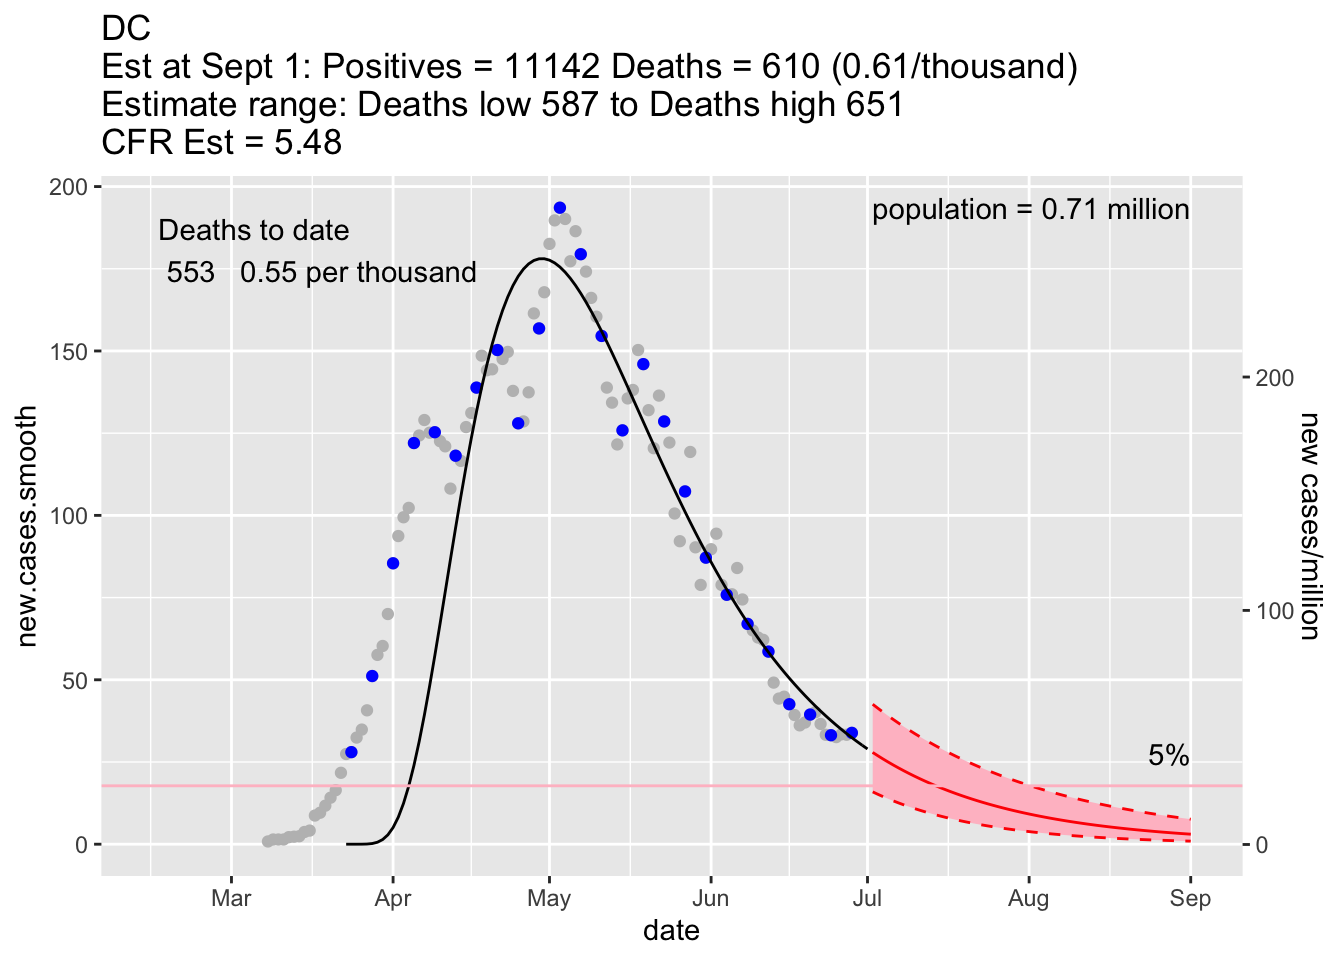 DC
Est at Sept 1: Positives = 11142 Deaths = 610 (0.61/thousand)
Estimate range: Deaths low 587 to Deaths high 651
CFR Est = 5.48
Deaths to date
553 0.55 per thousand
population = 0.71 million
5%
new.cases.smooth
200
150
100
50
0
new cases/million
200
100
0
Mar Apr May Jun Jul Aug Sep
date